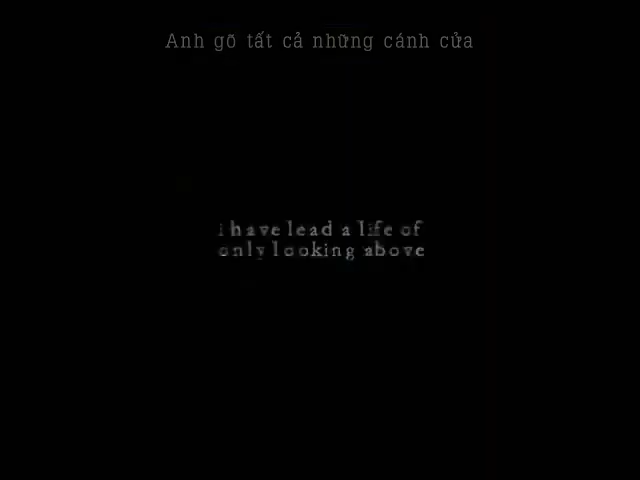 Anh gõ tất cả những cánh cửa
i have lead a life of
only looking above